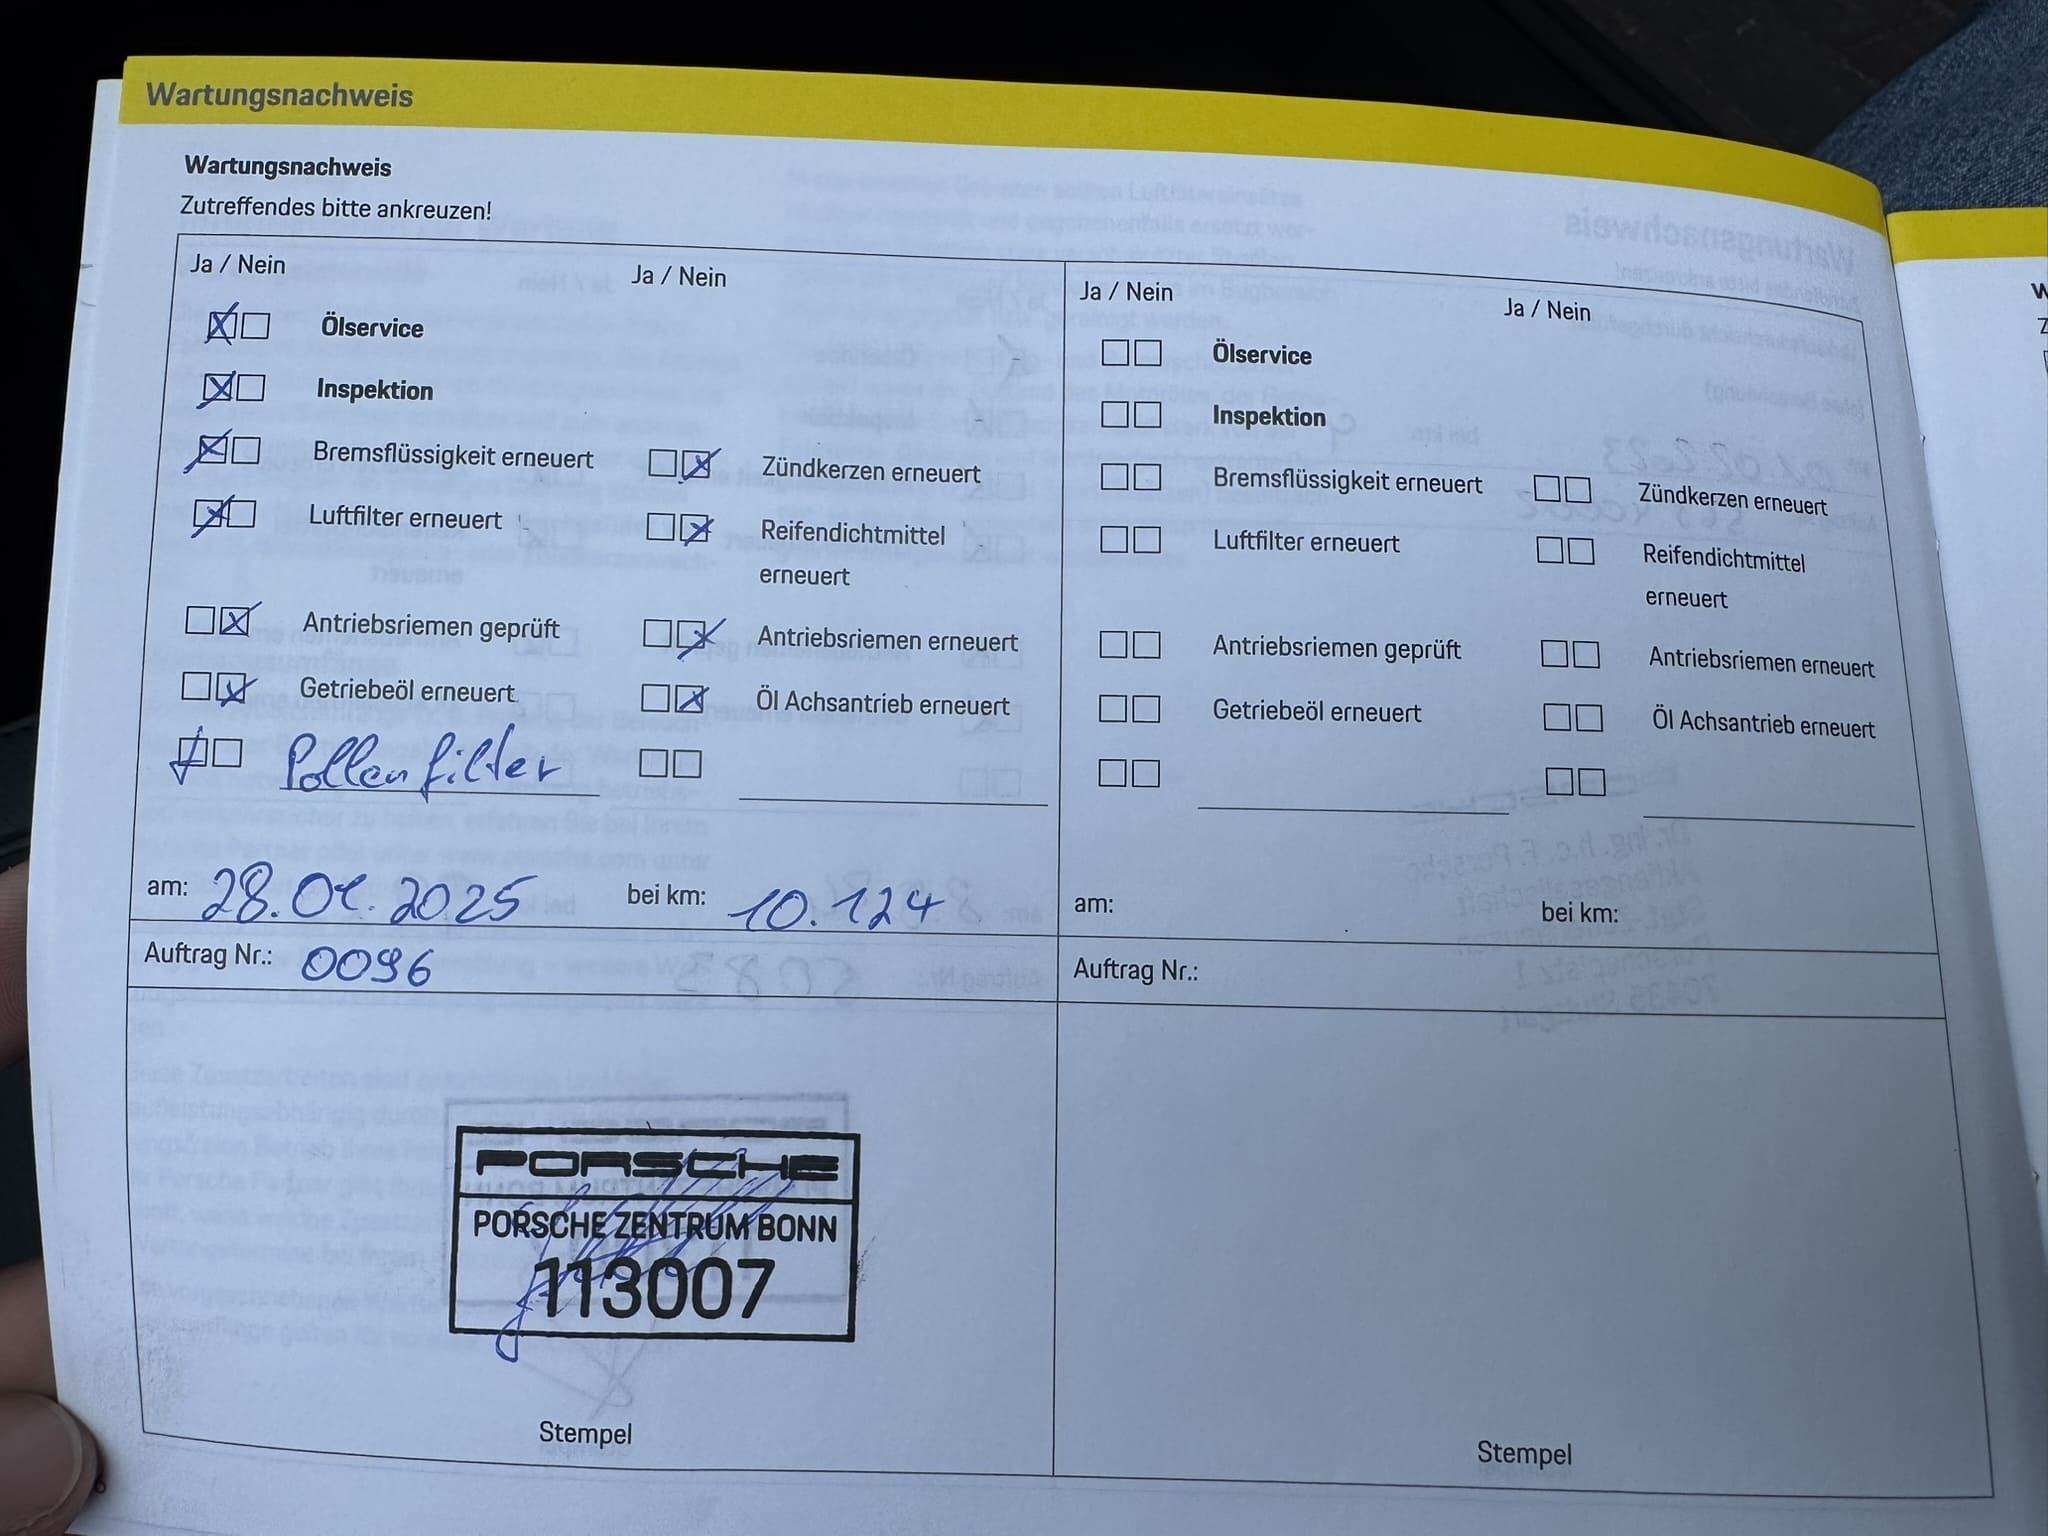 Wartungsnachweis
Wartungsnachweis
Zutreffendes bitte ankreuzen!
Ja / Nein
Ja / Nein
Ölservice
Inspektion
Bremsflüssigkeit erneuert
Zündkerzen erneuert
Luftfilter erneuert
Reifendichtmittel
erneuert
Antriebsriemen geprüft
Antriebsriemen erneuert
Getriebeöl erneuert
Öl Achsantrieb erneuert
Pollenfilter
am: 28.01.2025 bei km: 10.124
Auftrag Nr.: 0096
PORSCHE
PORSCHE ZENTRUM BONN
113007
Stempel
Ja / Nein
Ja / Nein
Ölservice
Inspektion
Bremsflüssigkeit erneuert
Zündkerzen erneuert
Luftfilter erneuert
Reifendichtmittel
erneuert
Antriebsriemen geprüft
Antriebsriemen erneuert
Getriebeöl erneuert
Öl Achsantrieb erneuert
am: bei km:
Auftrag Nr.:
Stempel